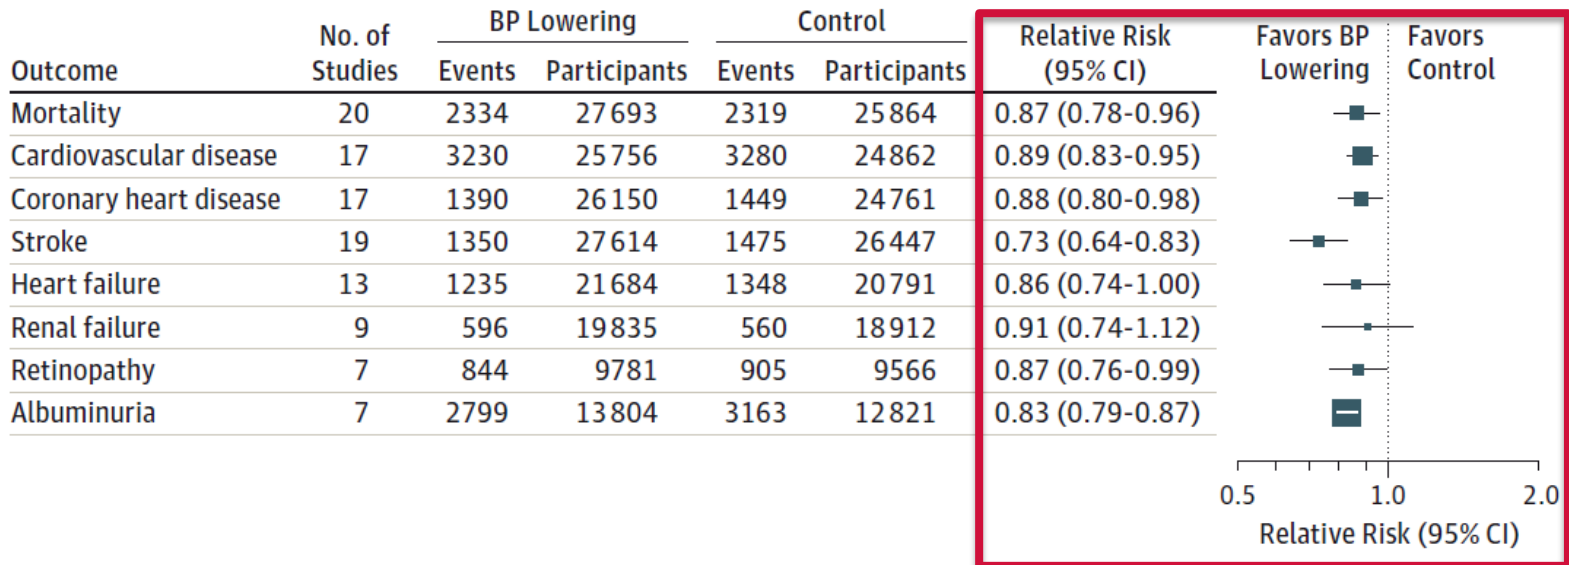 No. of Studies BP Lowering Control Relative Risk (95% CI) Favors BP Lowering Favors Control
Outcome Events Participants Events Participants
Mortality 20 2334 27693 2319 25864 0.87 (0.78-0.96)
Cardiovascular disease 17 3230 25756 3280 24862 0.89 (0.83-0.95)
Coronary heart disease 17 1390 26150 1449 24761 0.88 (0.80-0.98)
Stroke 19 1350 27614 1475 26447 0.73 (0.64-0.83)
Heart failure 13 1235 21684 1348 20791 0.86 (0.74-1.00)
Renal failure 9 596 19835 560 18912 0.91 (0.74-1.12)
Retinopathy 7 844 9781 905 9566 0.87 (0.76-0.99)
Albuminuria 7 2799 13804 3163 12821 0.83 (0.79-0.87)
0.5 1.0 2.0
Relative Risk (95% CI)